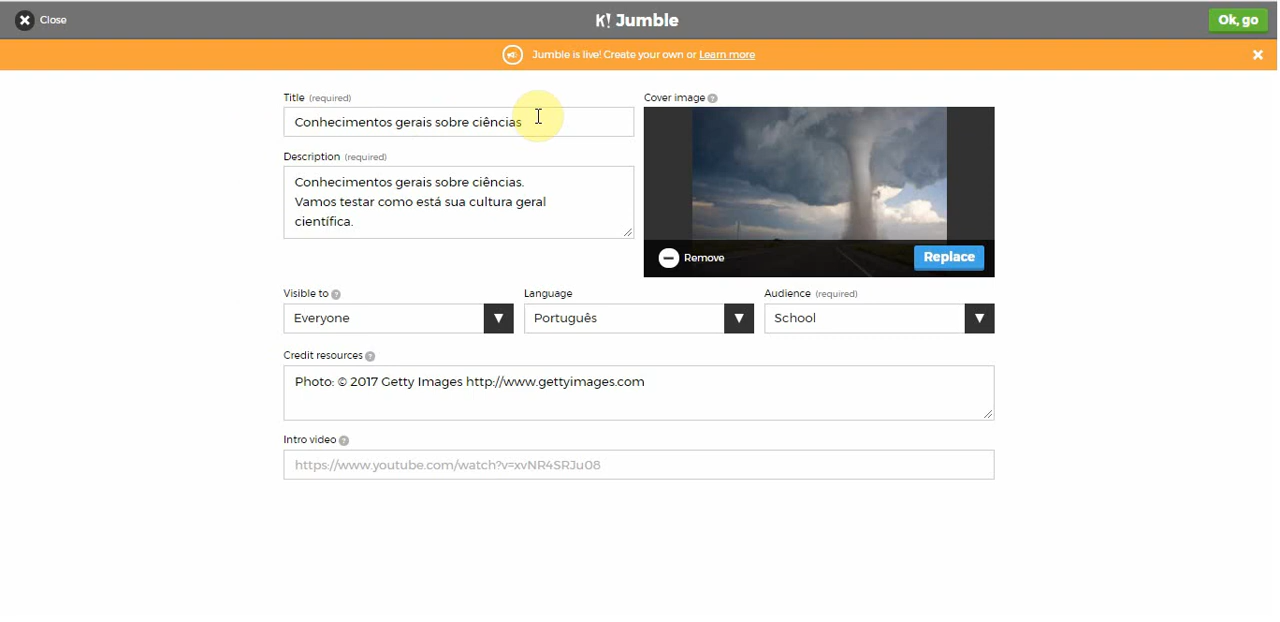 Close
K! Jumble
Ok, go
Jumble is live! Create your own or Learn more
Title (required)
Conhecimentos gerais sobre ciências
Description (required)
Conhecimentos gerais sobre ciências.
Vamos testar como está sua cultura geral
científica.
Cover image ?
Remove
Replace
Visible to ?
Everyone
Language
Português
Audience (required)
School
Credit resources ?
Photo: © 2017 Getty Images http://www.gettyimages.com
Intro video ?
https://www.youtube.com/watch?v=xvNR4SRJu08